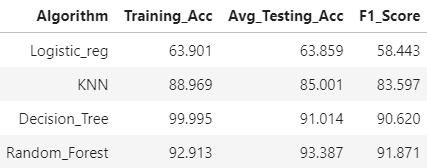 Algorithm Training_Acc Avg_Testing_Acc F1_Score
Logistic_reg 63.901 63.859 58.443
KNN 88.969 85.001 83.597
Decision_Tree 99.995 91.014 90.620
Random_Forest 92.913 93.387 91.871